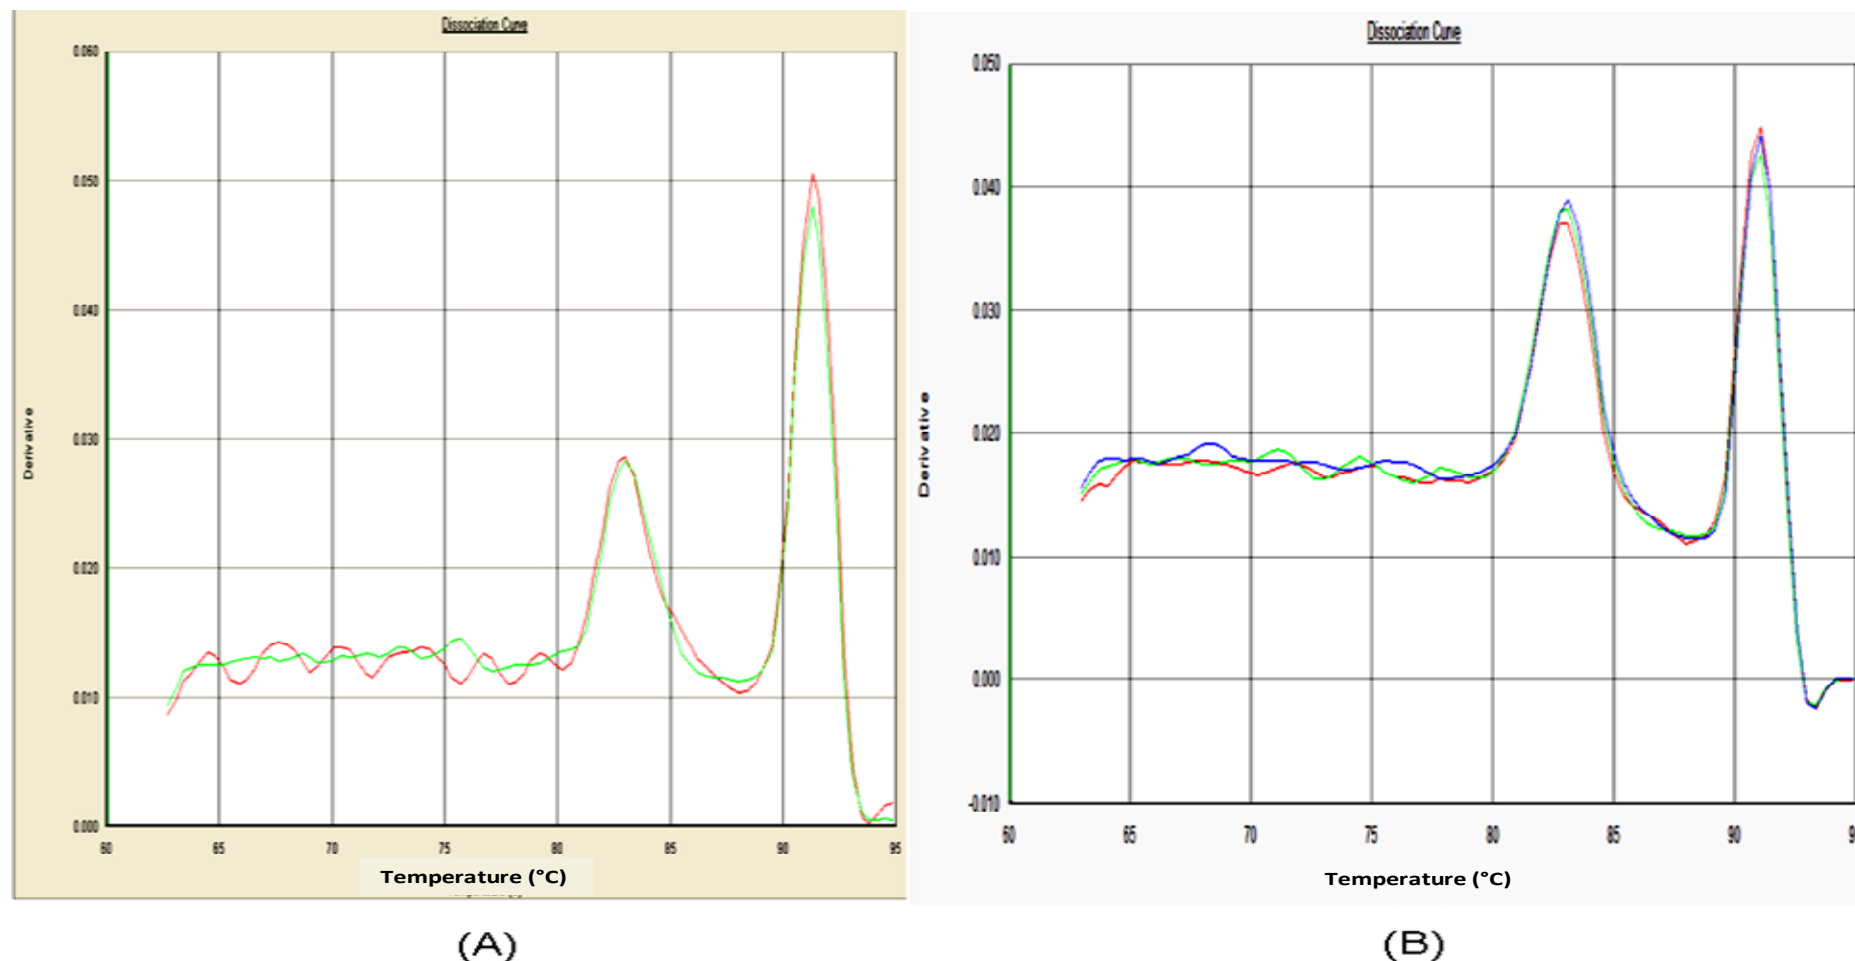 Dissociation Curve
0.060
0.050
0.040
0.030
0.020
0.010
0.000
Derivative
60 65 70 75 80 85 90 95
Temperature (°C)
(A)
Dissociation Curve
0.050
0.040
0.030
0.020
0.010
0.000
-0.010
Derivative
60 65 70 75 80 85 90 9
Temperature (°C)
(B)